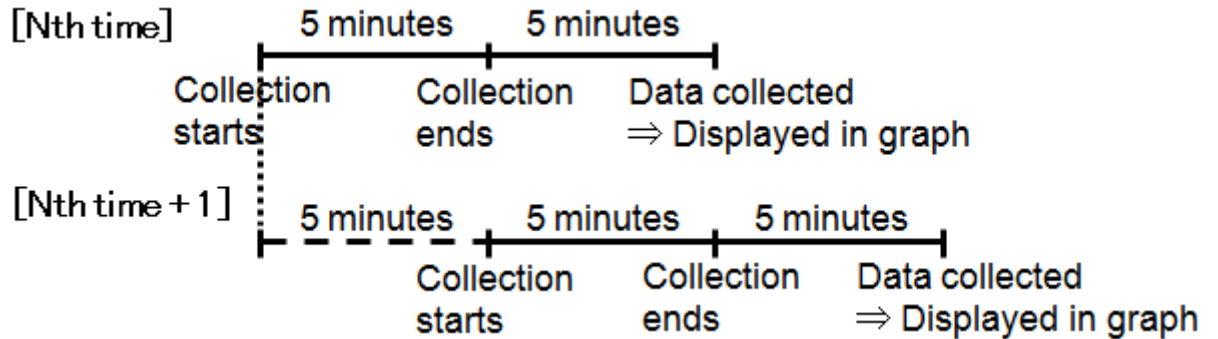 [Nth time] 5 minutes 5 minutes
Collection Collection Data collected
starts ends ⇒ Displayed in graph
[Nth time + 1] 5 minutes 5 minutes 5 minutes
Collection Collection Data collected
starts ends ⇒ Displayed in graph